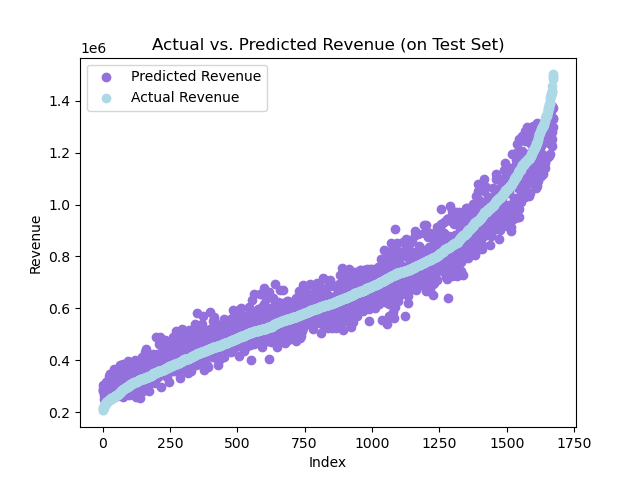 Actual vs. Predicted Revenue (on Test Set)
1e6
Predicted Revenue
Actual Revenue
1.4
1.2
1.0
0.8
0.6
0.4
0.2
Revenue
0 250 500 750 1000 1250 1500 1750
Index